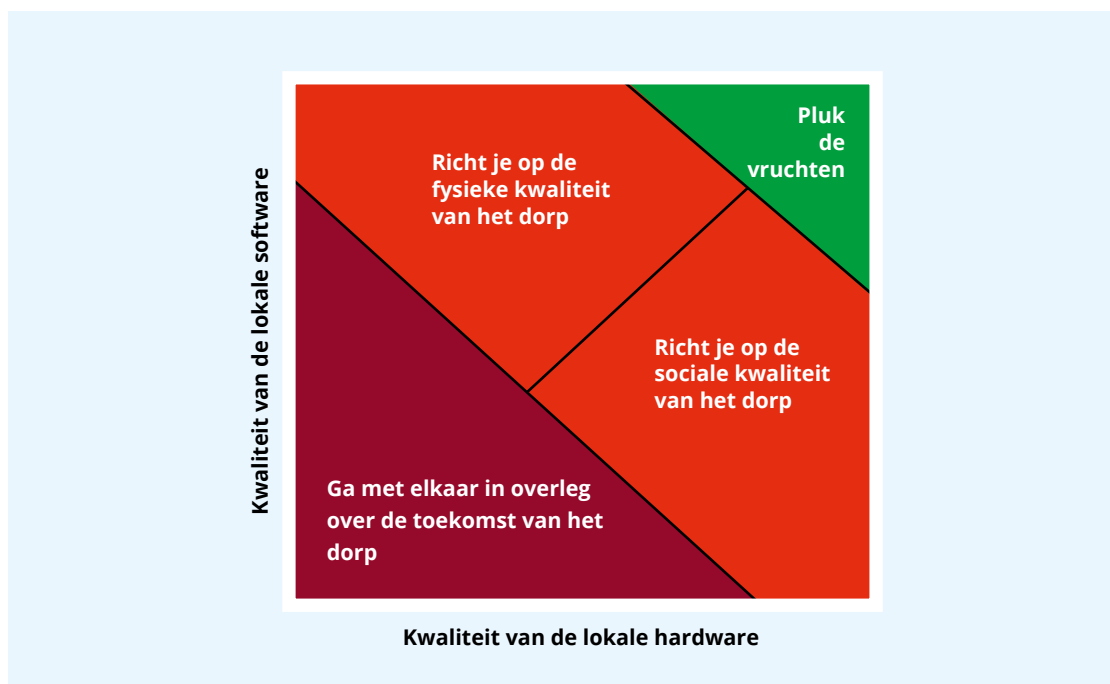 Pluk
de
vruchten
Richt je op de
fysieke kwaliteit
van het dorp
Kwaliteit van de lokale software
Richt je op de
sociale kwaliteit
van het dorp
Ga met elkaar in overleg
over de toekomst van het
dorp
Kwaliteit van de lokale hardware